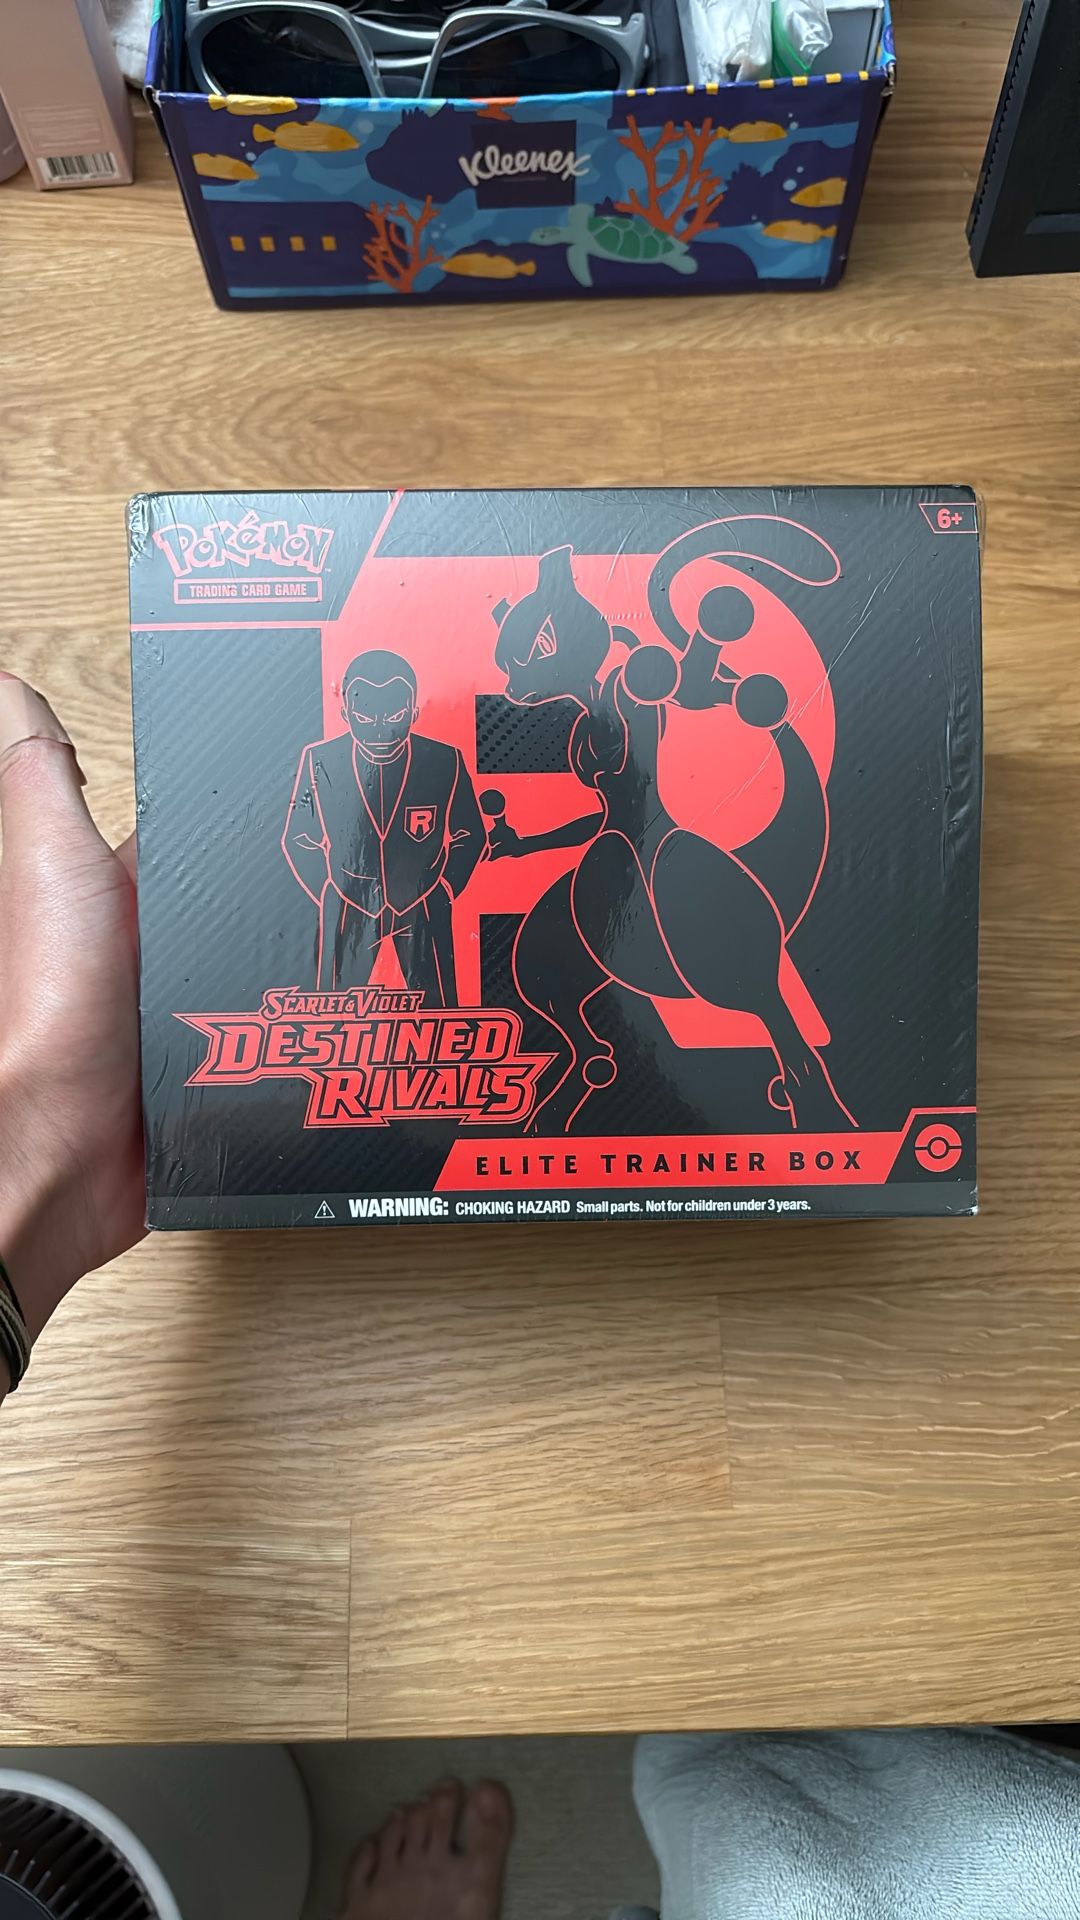 Kleenex
POKéMON
TRADING CARD GAME
6+
R
SCARLET & VIOLET
DESTINED
RIVALS
ELITE TRAINER BOX
WARNING: CHOKING HAZARD Small parts. Not for children under 3 years.